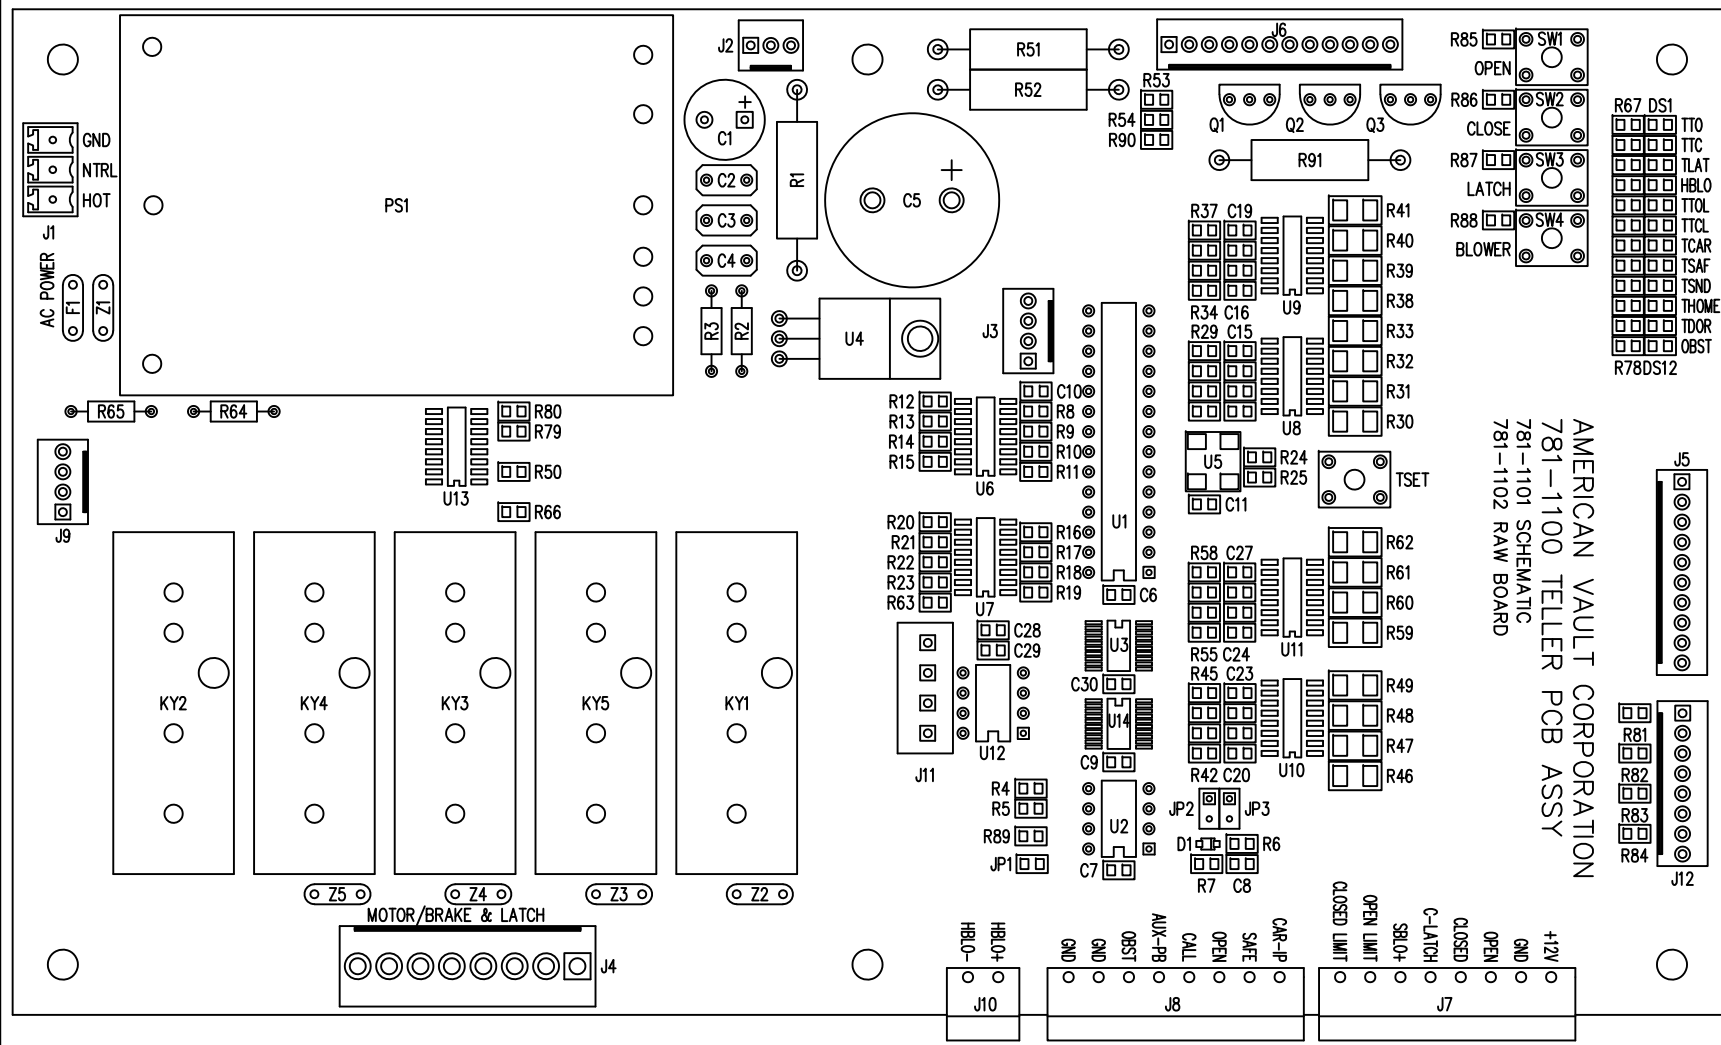 J2
R51
R52
J6
R85
SW1
OPEN
R53
R54
R90
C1
Q1
Q2
Q3
R86
SW2
CLOSE
R91
R87
SW3
LATCH
R88
SW4
BLOWER
R67 DS1
TTO
TTC
TLAT
HBLO
TTOL
TTCL
TCAR
TSAF
TSND
THOME
TDOR
OBST
R78DS12
GND
NTRL
HOT
J1
AC POWER
F1
Z1
PS1
C2
C3
C4
R1
C5
R3
R2
U4
J3
R37 C19
R34 C16
U9
R29 C15
U8
R41
R40
R39
R38
R33
R32
R31
R30
R65
R64
R80
R79
R50
R66
U13
J9
R12
R13
R14
R15
U6
C10
R8
R9
R10
R11
U1
U5
R24
R25
C11
TSET
R20
R21
R22
R23
R63
U7
R16
R17
R18
R19
C6
R58 C27
R55 C24
U11
R62
R61
R60
R59
AMERICAN VAULT CORPORATION
781-1100 TELLER PCB ASSY
781-1101 SCHEMATIC
781-1102 RAW BOARD
J5
KY2
KY4
KY3
KY5
KY1
C28
C29
U3
C30
U14
U12
C9
J11
R45 C23
R42 C20
U10
R49
R48
R47
R46
R4
R5
R89
JP1
U2
C7
JP2
JP3
D1
R6
R7
C8
R81
R82
R83
R84
J12
Z5
Z4
Z3
Z2
MOTOR/BRAKE & LATCH
J4
HBLO-
HBLO+
J10
GND
GND
OBST
AUX-PB
CALL
OPEN
SAFE
CAR-IP
J8
CLOSED LIMIT
OPEN LIMIT
SBLO+
C-LATCH
CLOSED
OPEN
GND
+12V
J7